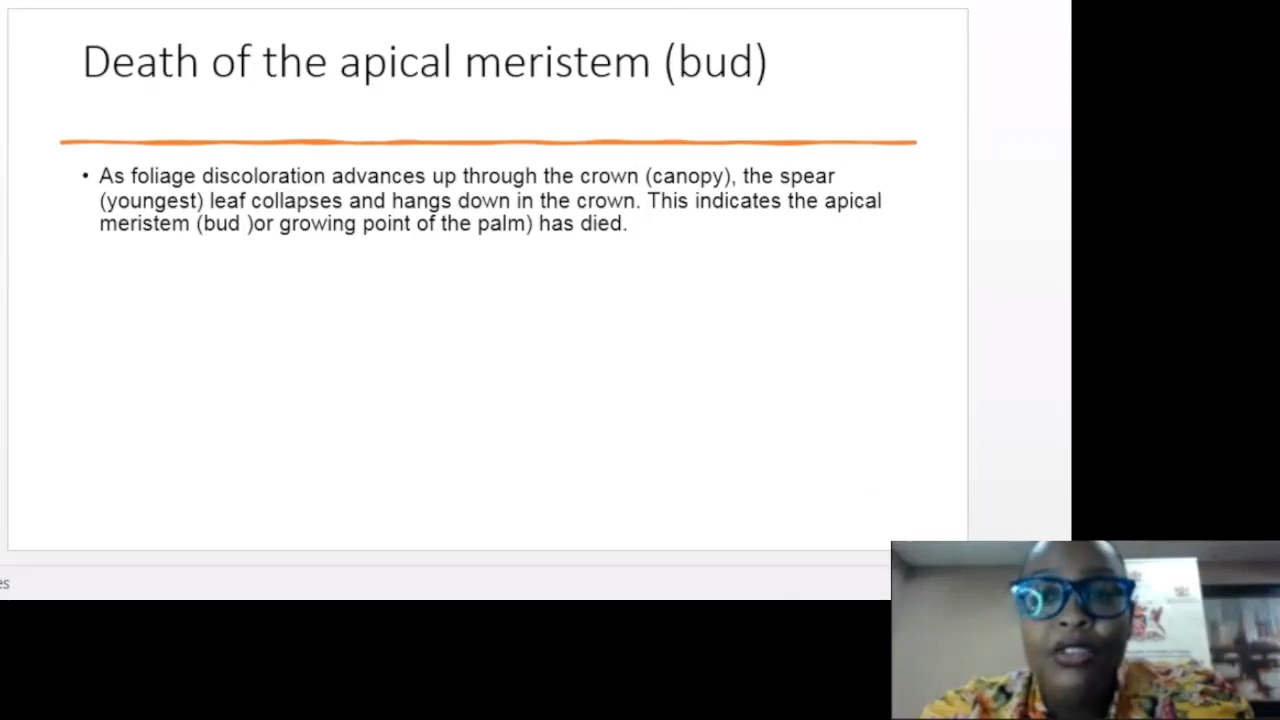 Death of the apical meristem (bud)
• As foliage discoloration advances up through the crown (canopy), the spear
(youngest) leaf collapses and hangs down in the crown. This indicates the apical
meristem (bud )or growing point of the palm) has died.
es